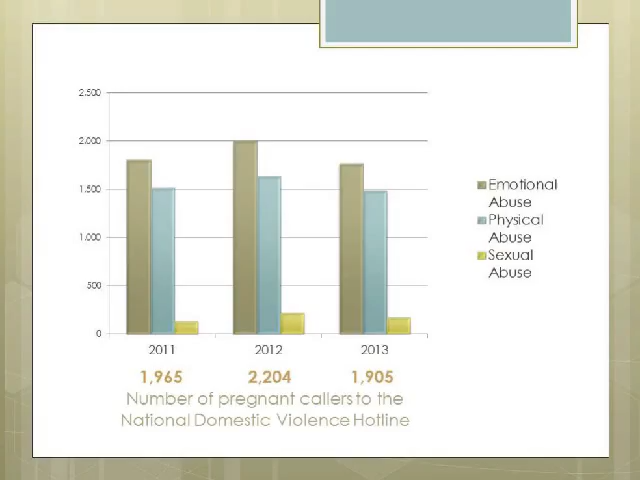 2,500
2,000
1,500
1,000
500
0
2011 2012 2013
1,965 2,204 1,905
Number of pregnant callers to the
National Domestic Violence Hotline
Emotional
Abuse
Physical
Abuse
Sexual
Abuse